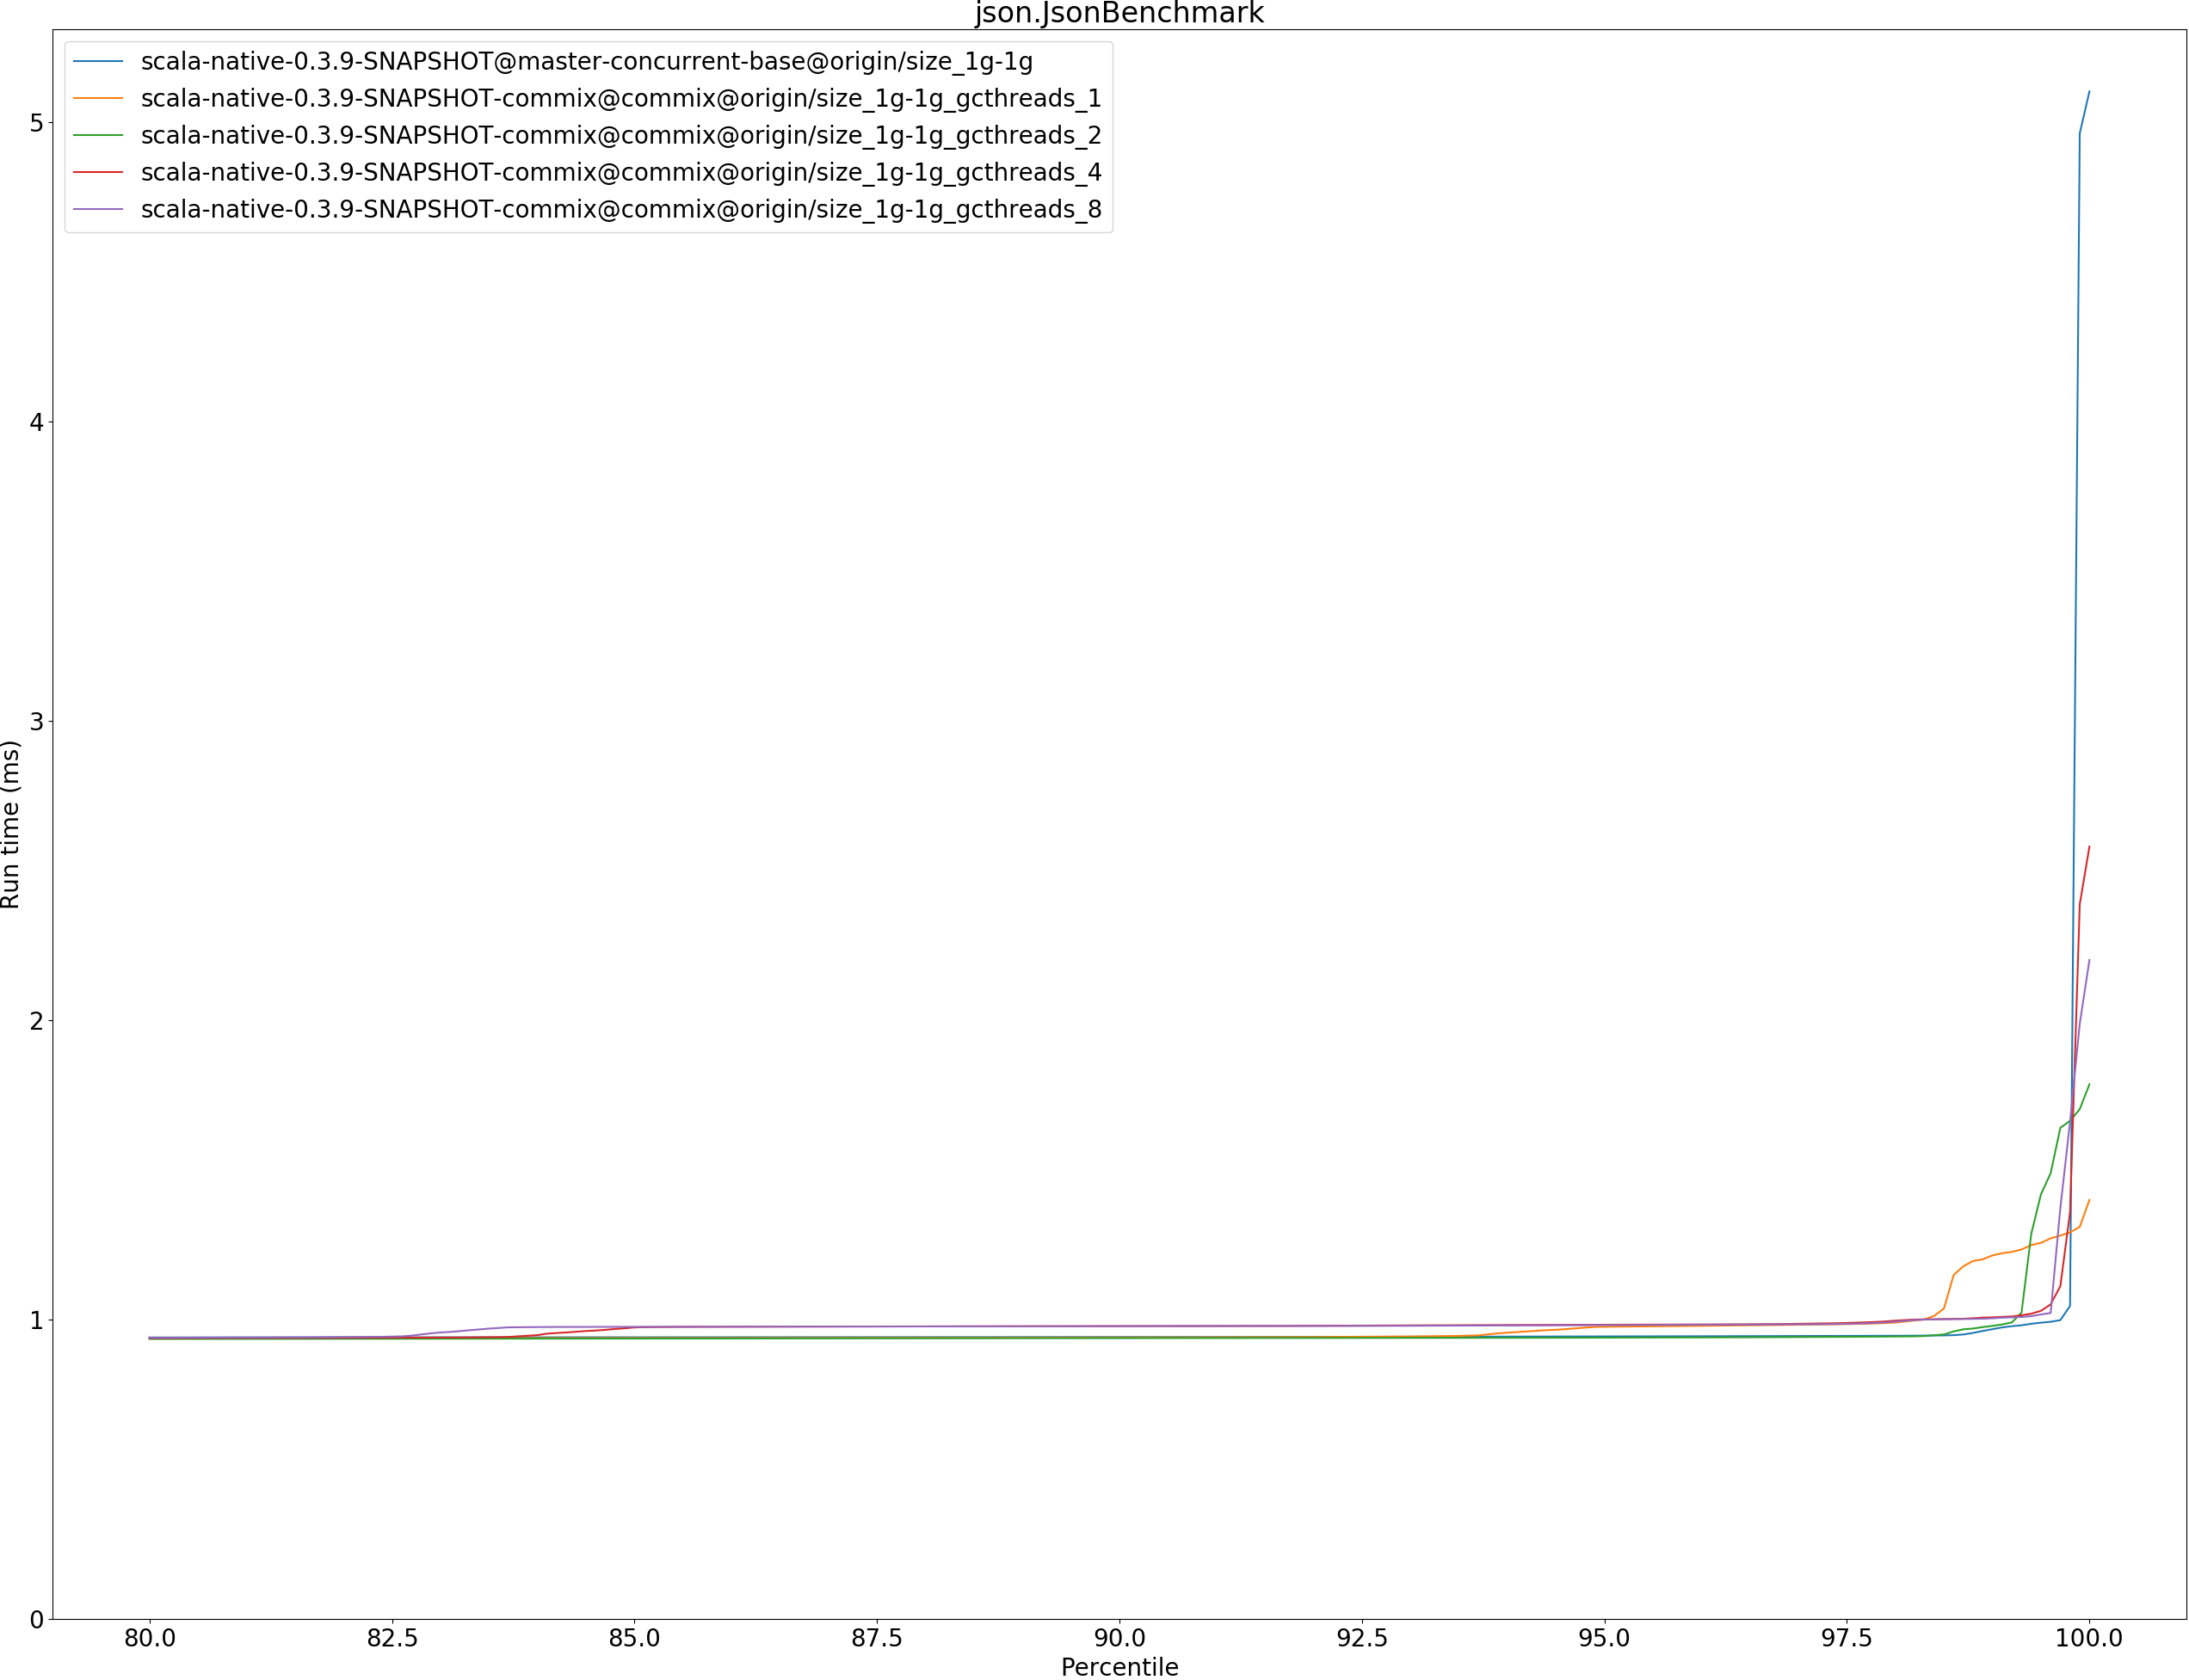 json.JsonBenchmark
scala-native-0.3.9-SNAPSHOT@master-concurrent-base@origin/size_1g-1g
scala-native-0.3.9-SNAPSHOT-commix@commix@origin/size_1g-1g_gcthreads_1
scala-native-0.3.9-SNAPSHOT-commix@commix@origin/size_1g-1g_gcthreads_2
scala-native-0.3.9-SNAPSHOT-commix@commix@origin/size_1g-1g_gcthreads_4
scala-native-0.3.9-SNAPSHOT-commix@commix@origin/size_1g-1g_gcthreads_8
5
4
3
2
1
0
Run time (ms)
80.0 82.5 85.0 87.5 90.0 92.5 95.0 97.5 100.0
Percentile